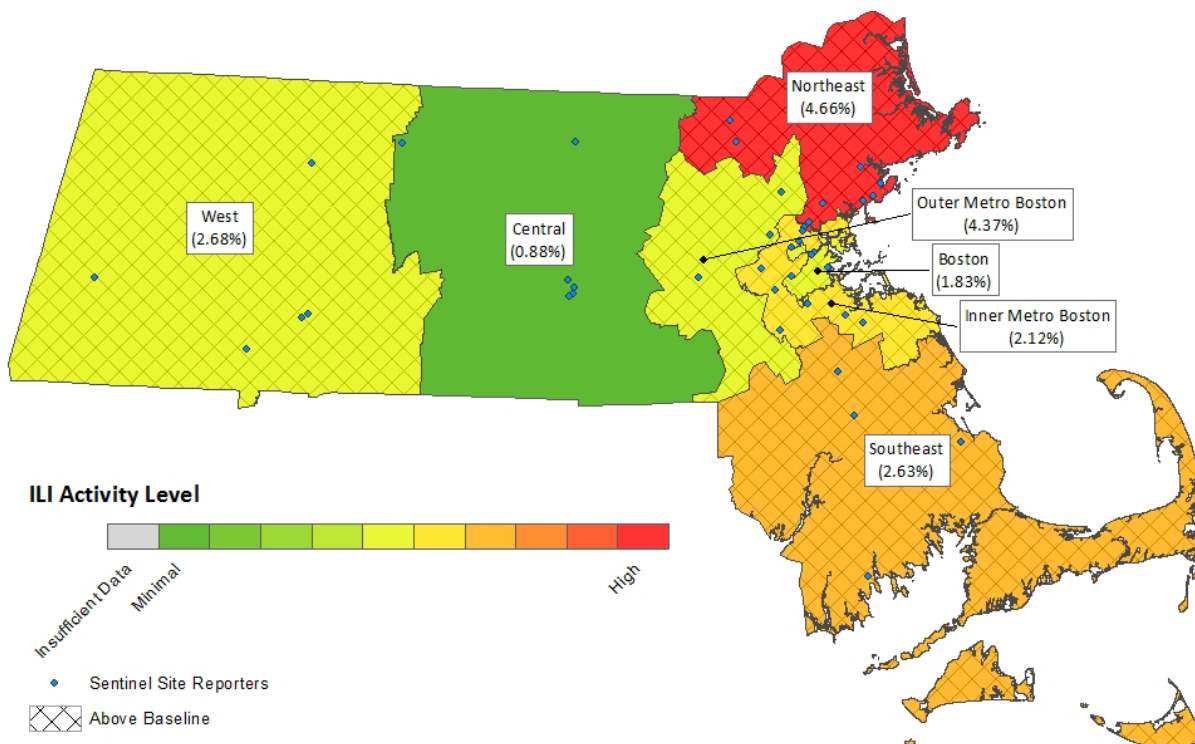 Northeast
(4.66%)
Outer Metro Boston
(4.37%)
West
(2.68%)
Central
(0.88%)
Boston
(1.83%)
Inner Metro Boston
(2.12%)
Southeast
(2.63%)
ILI Activity Level
Insufficient Data
Minimal
High
Sentinel Site Reporters
Above Baseline